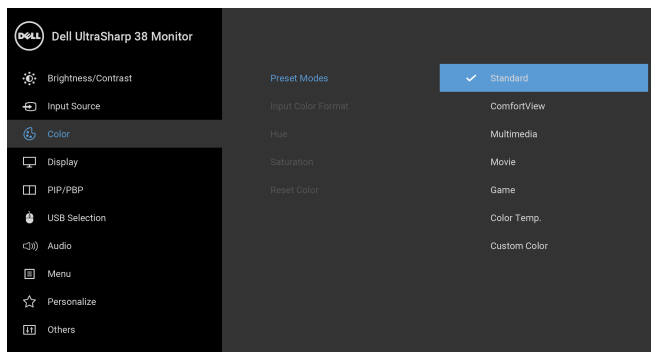 DELL Dell UltraSharp 38 Monitor
Brightness/Contrast Preset Modes Standard
Input Source Input Color Format ComfortView
Color Hue Multimedia
Display Saturation Movie
PIP/PBP Reset Color Game
USB Selection Color Temp.
Audio Custom Color
Menu
Personalize
Others